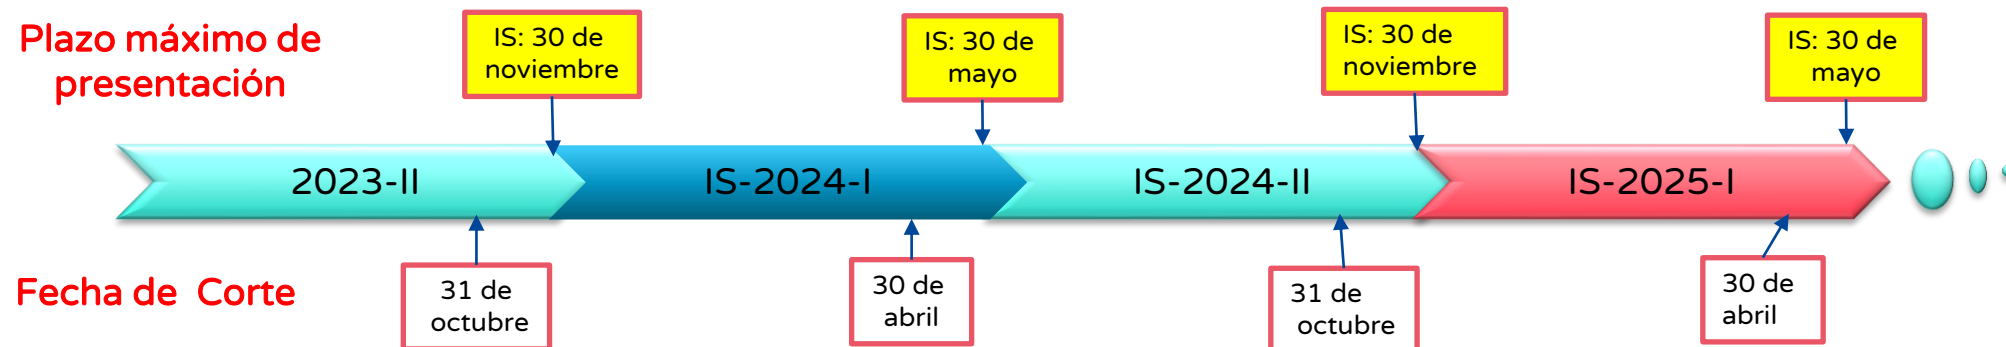 Plazo máximo de
presentación
IS: 30 de
noviembre
IS: 30 de
mayo
IS: 30 de
noviembre
IS: 30 de
mayo
2023-II
IS-2024-I
IS-2024-II
IS-2025-I
Fecha de Corte
31 de
octubre
30 de
abril
31 de
octubre
30 de
abril